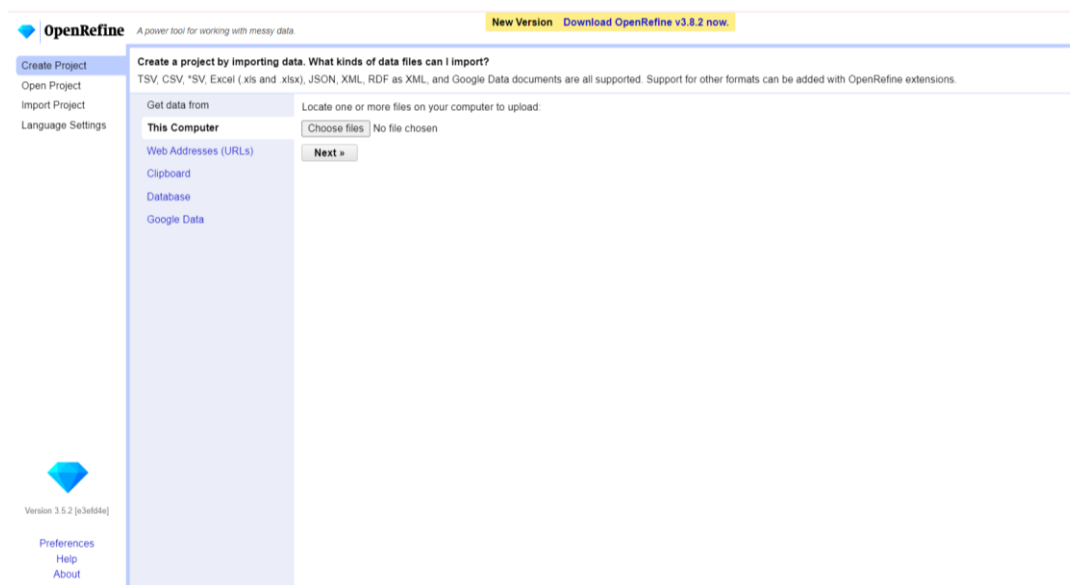 OpenRefine A power tool for working with messy data.
New Version Download OpenRefine v3.8.2 now.
Create Project
Open Project
Import Project
Language Settings
Create a project by importing data. What kinds of data files can I import?
TSV, CSV, *SV, Excel (.xls and .xlsx), JSON, XML, RDF as XML, and Google Data documents are all supported. Support for other formats can be added with OpenRefine extensions.
Get data from
This Computer
Web Addresses (URLs)
Clipboard
Database
Google Data
Locate one or more files on your computer to upload:
Choose files No file chosen
Next »
Version 3.5.2 [e3efd4e]
Preferences
Help
About